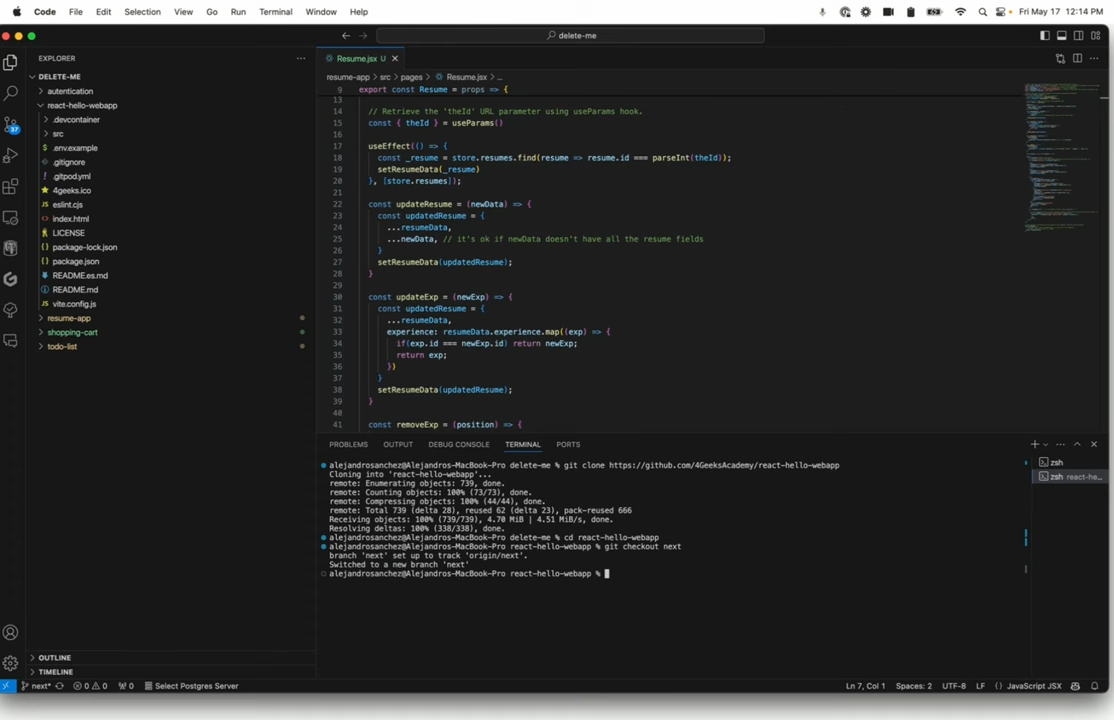 Code File Edit Selection View Go Run Terminal Window Help Fri May 17 12:14 PM
delete-me
EXPLORER
DELETE-ME
autentication
react-hello-webapp
.devcontainer
src
.env.example
.gitignore
.gitpod.yml
4geeks.ico
eslint.cjs
index.html
LICENSE
package-lock.json
package.json
README.es.md
README.md
vite.config.js
resume-app
shopping-cart
todo-list
OUTLINE
TIMELINE
37
Resume.jsx U
resume-app > src > pages > Resume.jsx > ...
9 export const Resume = props => {
13
14 // Retrieve the 'theId' URL parameter using useParams hook.
15 const { theId } = useParams()
16
17 useEffect(() => {
18 const _resume = store.resumes.find(resume => resume.id === parseInt(theId));
19 setResumeData(_resume)
20 }, [store.resumes]);
21
22 const updateResume = (newData) => {
23 const updatedResume = {
24 ...resumeData,
25 ...newData, // it's ok if newData doesn't have all the resume fields
26 }
27 setResumeData(updatedResume);
28 }
29
30 const updateExp = (newExp) => {
31 const updatedResume = {
32 ...resumeData,
33 experience: resumeData.experience.map((exp) => {
34 if(exp.id === newExp.id) return newExp;
35 return exp;
36 })
37 }
38 setResumeData(updatedResume);
39 }
40
41 const removeExp = (position) => {
PROBLEMS OUTPUT DEBUG CONSOLE TERMINAL PORTS
alejandrosanchez@Alejandros-MacBook-Pro delete-me % git clone https://github.com/4GeeksAcademy/react-hello-webapp
Cloning into 'react-hello-webapp'...
remote: Enumerating objects: 739, done.
remote: Counting objects: 100% (73/73), done.
remote: Compressing objects: 100% (44/44), done.
remote: Total 739 (delta 28), reused 62 (delta 23), pack-reused 666
Receiving objects: 100% (739/739), 4.70 MiB | 4.51 MiB/s, done.
Resolving deltas: 100% (338/338), done.
alejandrosanchez@Alejandros-MacBook-Pro delete-me % cd react-hello-webapp
alejandrosanchez@Alejandros-MacBook-Pro react-hello-webapp % git checkout next
branch 'next' set up to track 'origin/next'.
Switched to a new branch 'next'
alejandrosanchez@Alejandros-MacBook-Pro react-hello-webapp %
zsh
zsh react-he...
next* 0 0 0 Select Postgres Server Ln 7, Col 1 Spaces: 2 UTF-8 LF {} JavaScript JSX